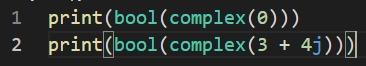 1 print(bool(complex(0)))
2 print(bool(complex(3 + 4j)))